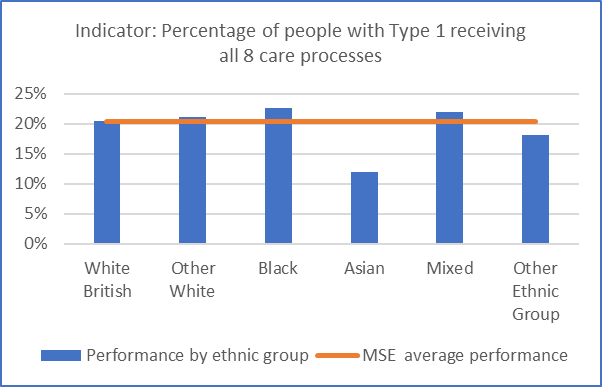 Indicator: Percentage of people with Type 1 receiving
all 8 care processes
25%
20%
15%
10%
5%
0%
White
British
Other
White
Black
Asian
Mixed
Other
Ethnic
Group
Performance by ethnic group
MSE average performance